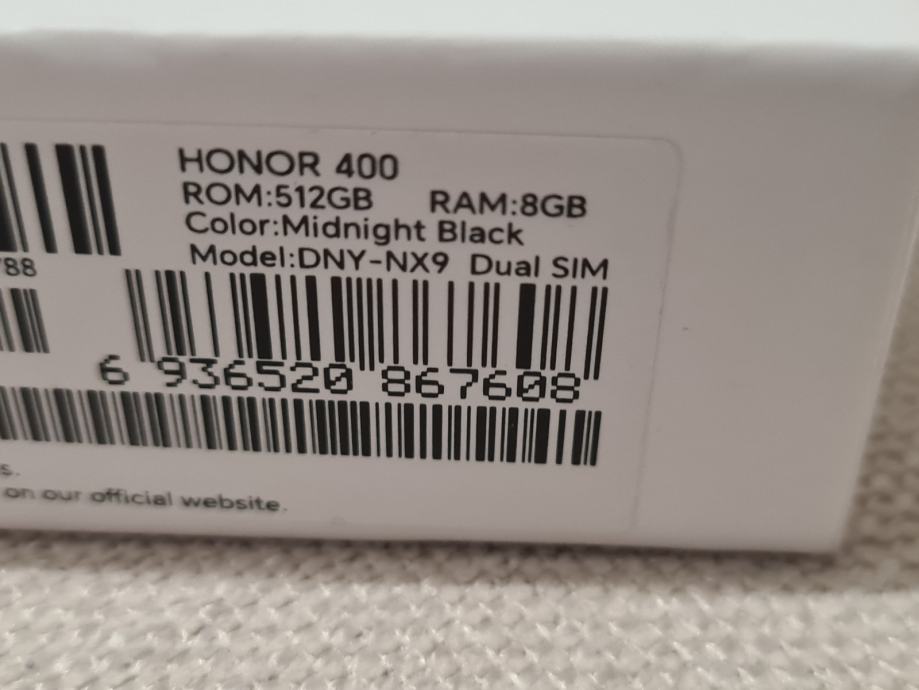 HONOR 400
ROM:512GB RAM:8GB
Color:Midnight Black
Model:DNY-NX9 Dual SIM
788
6 936520 867608
s.
on our official website.